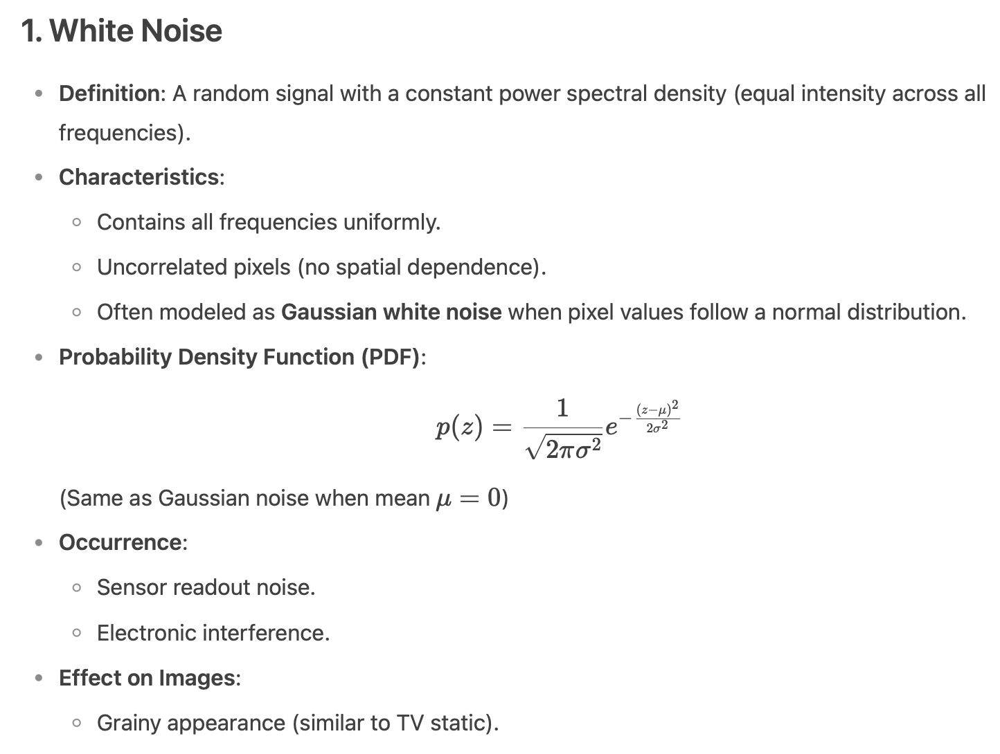 1. White Noise
• Definition: A random signal with a constant power spectral density (equal intensity across all
frequencies).
• Characteristics:
○ Contains all frequencies uniformly.
○ Uncorrelated pixels (no spatial dependence).
○ Often modeled as Gaussian white noise when pixel values follow a normal distribution.
• Probability Density Function (PDF):
p(z) = \frac{1}{\sqrt{2\pi\sigma^2}} e^{-\frac{(z-\mu)^2}{2\sigma^2}}
(Same as Gaussian noise when mean μ = 0)
• Occurrence:
○ Sensor readout noise.
○ Electronic interference.
• Effect on Images:
○ Grainy appearance (similar to TV static).